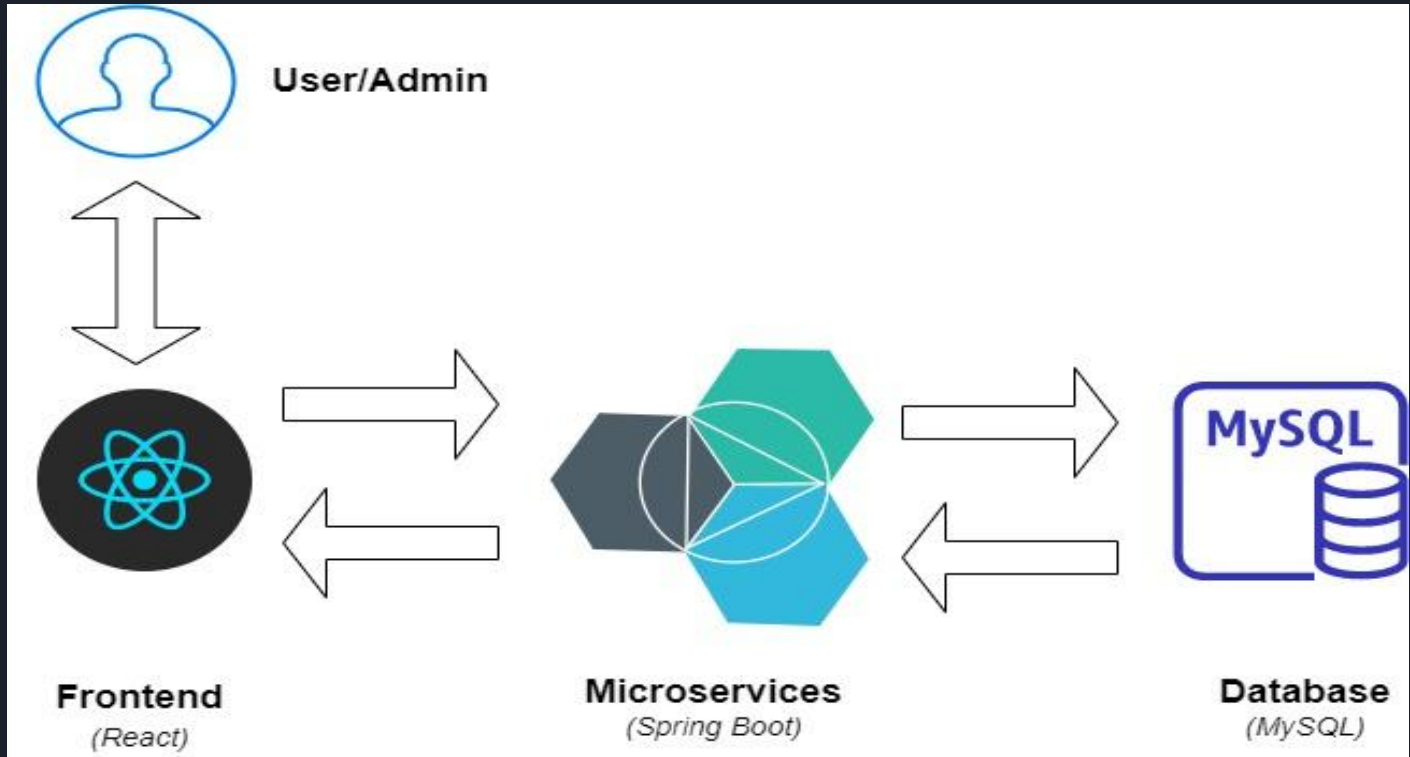 User/Admin
MySQL
Frontend
(React)
Microservices
(Spring Boot)
Database
(MySQL)